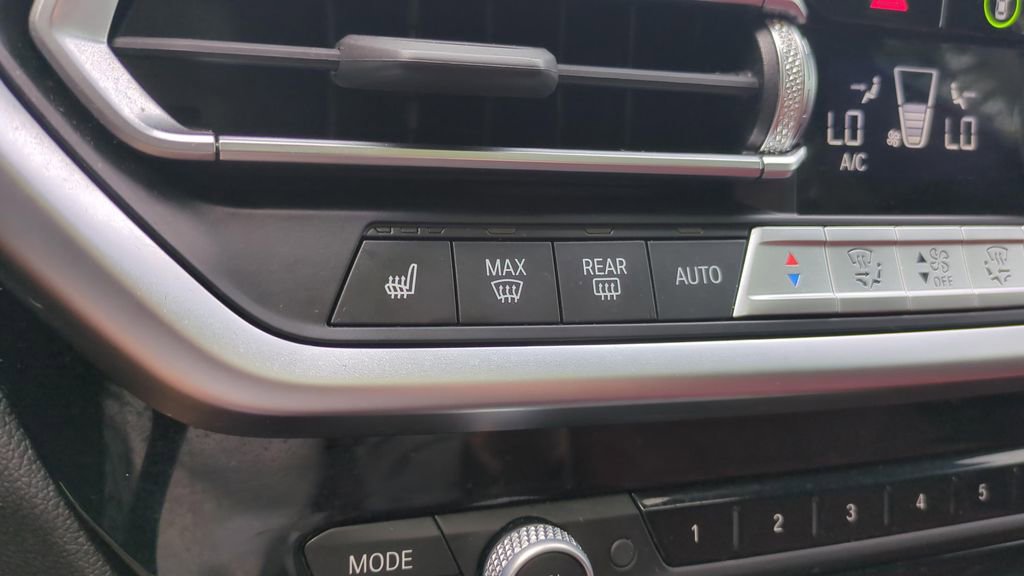 LO LO
A/C
MAX
REAR
AUTO
OFF
MODE
1 2 3 4 5